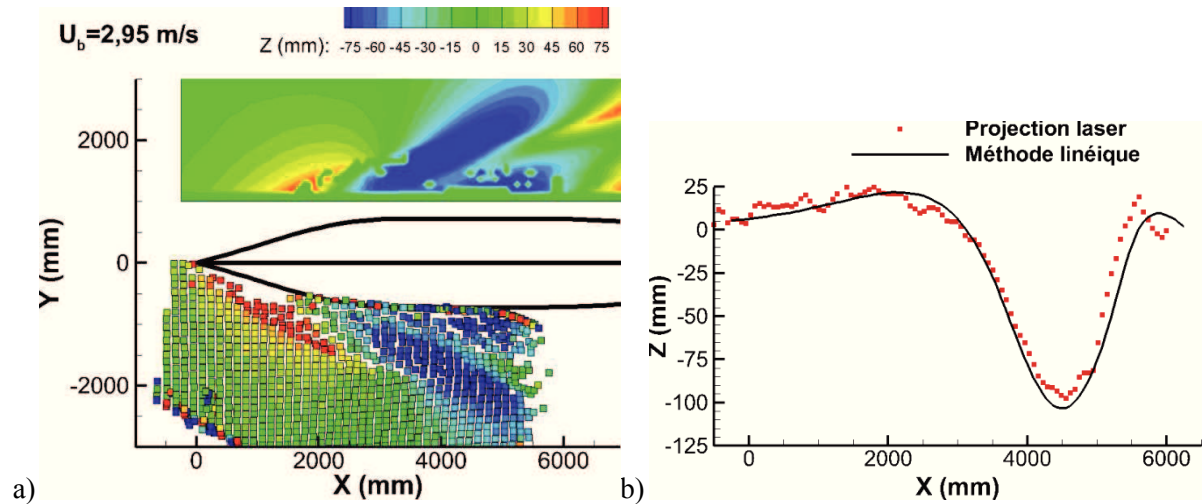 U_b=2,95 m/s
Z (mm): -75 -60 -45 -30 -15 0 15 30 45 60 75
Y (mm)
2000
0
-2000
0 2000 4000 6000
X (mm)
a)
Projection laser
Méthode linéique
Z (mm)
25
0
-25
-50
-75
-100
-125
0 2000 4000 6000
X (mm)
b)